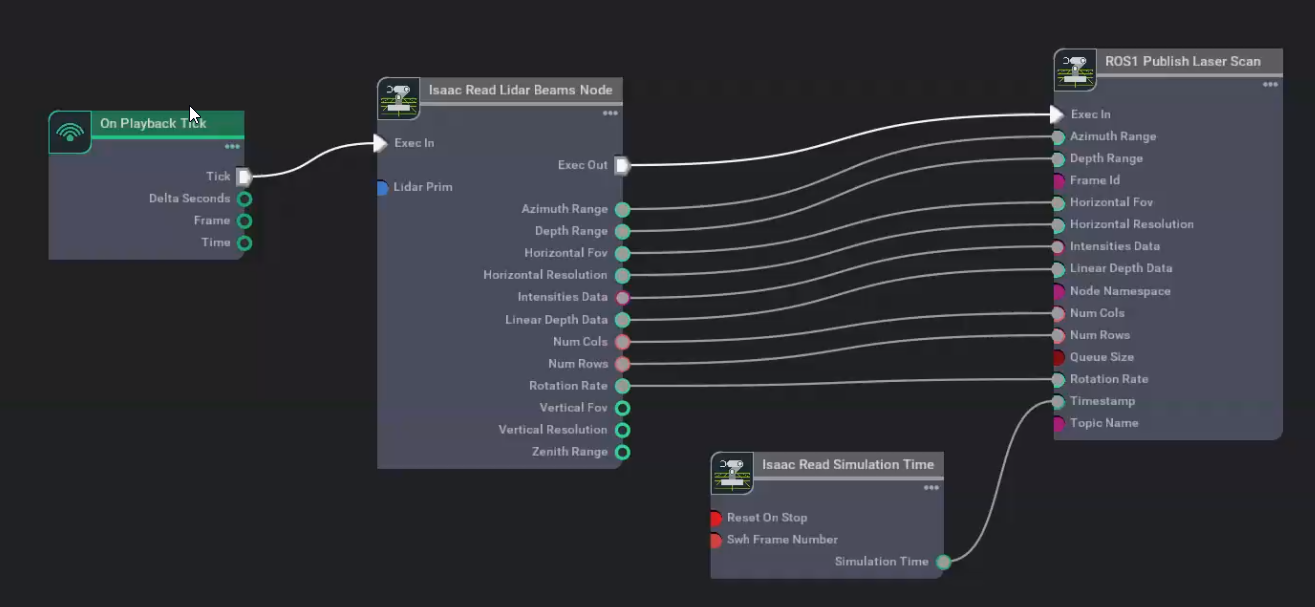 On Playback Tick
Tick
Delta Seconds
Frame
Time
Isaac Read Lidar Beams Node
Exec In
Exec Out
Lidar Prim
Azimuth Range
Depth Range
Horizontal Fov
Horizontal Resolution
Intensities Data
Linear Depth Data
Num Cols
Num Rows
Rotation Rate
Vertical Fov
Vertical Resolution
Zenith Range
Isaac Read Simulation Time
Reset On Stop
Swh Frame Number
Simulation Time
ROS1 Publish Laser Scan
Exec In
Azimuth Range
Depth Range
Frame Id
Horizontal Fov
Horizontal Resolution
Intensities Data
Linear Depth Data
Node Namespace
Num Cols
Num Rows
Queue Size
Rotation Rate
Timestamp
Topic Name